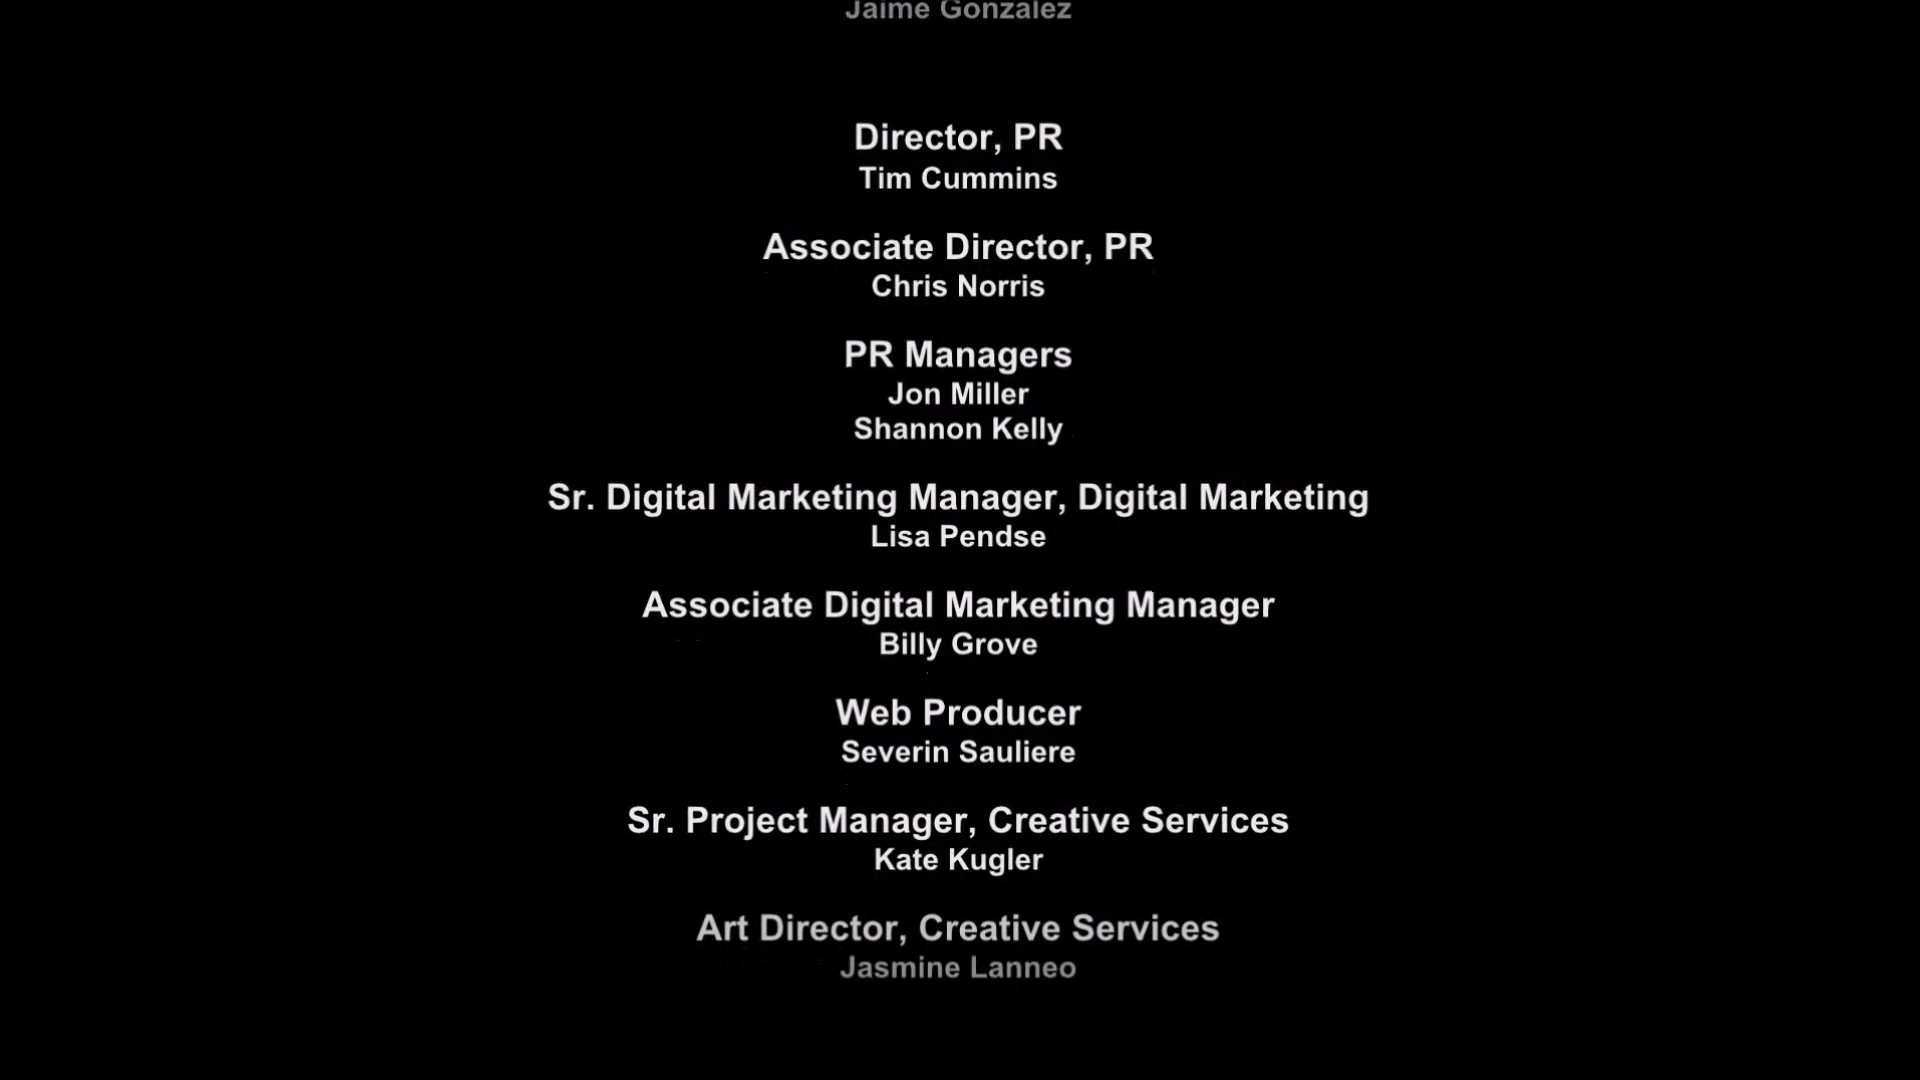 Jaime Gonzalez
Director, PR
Tim Cummins
Associate Director, PR
Chris Norris
PR Managers
Jon Miller
Shannon Kelly
Sr. Digital Marketing Manager, Digital Marketing
Lisa Pendse
Associate Digital Marketing Manager
Billy Grove
Web Producer
Severin Sauliere
Sr. Project Manager, Creative Services
Kate Kugler
Art Director, Creative Services
Jasmine Lanneo